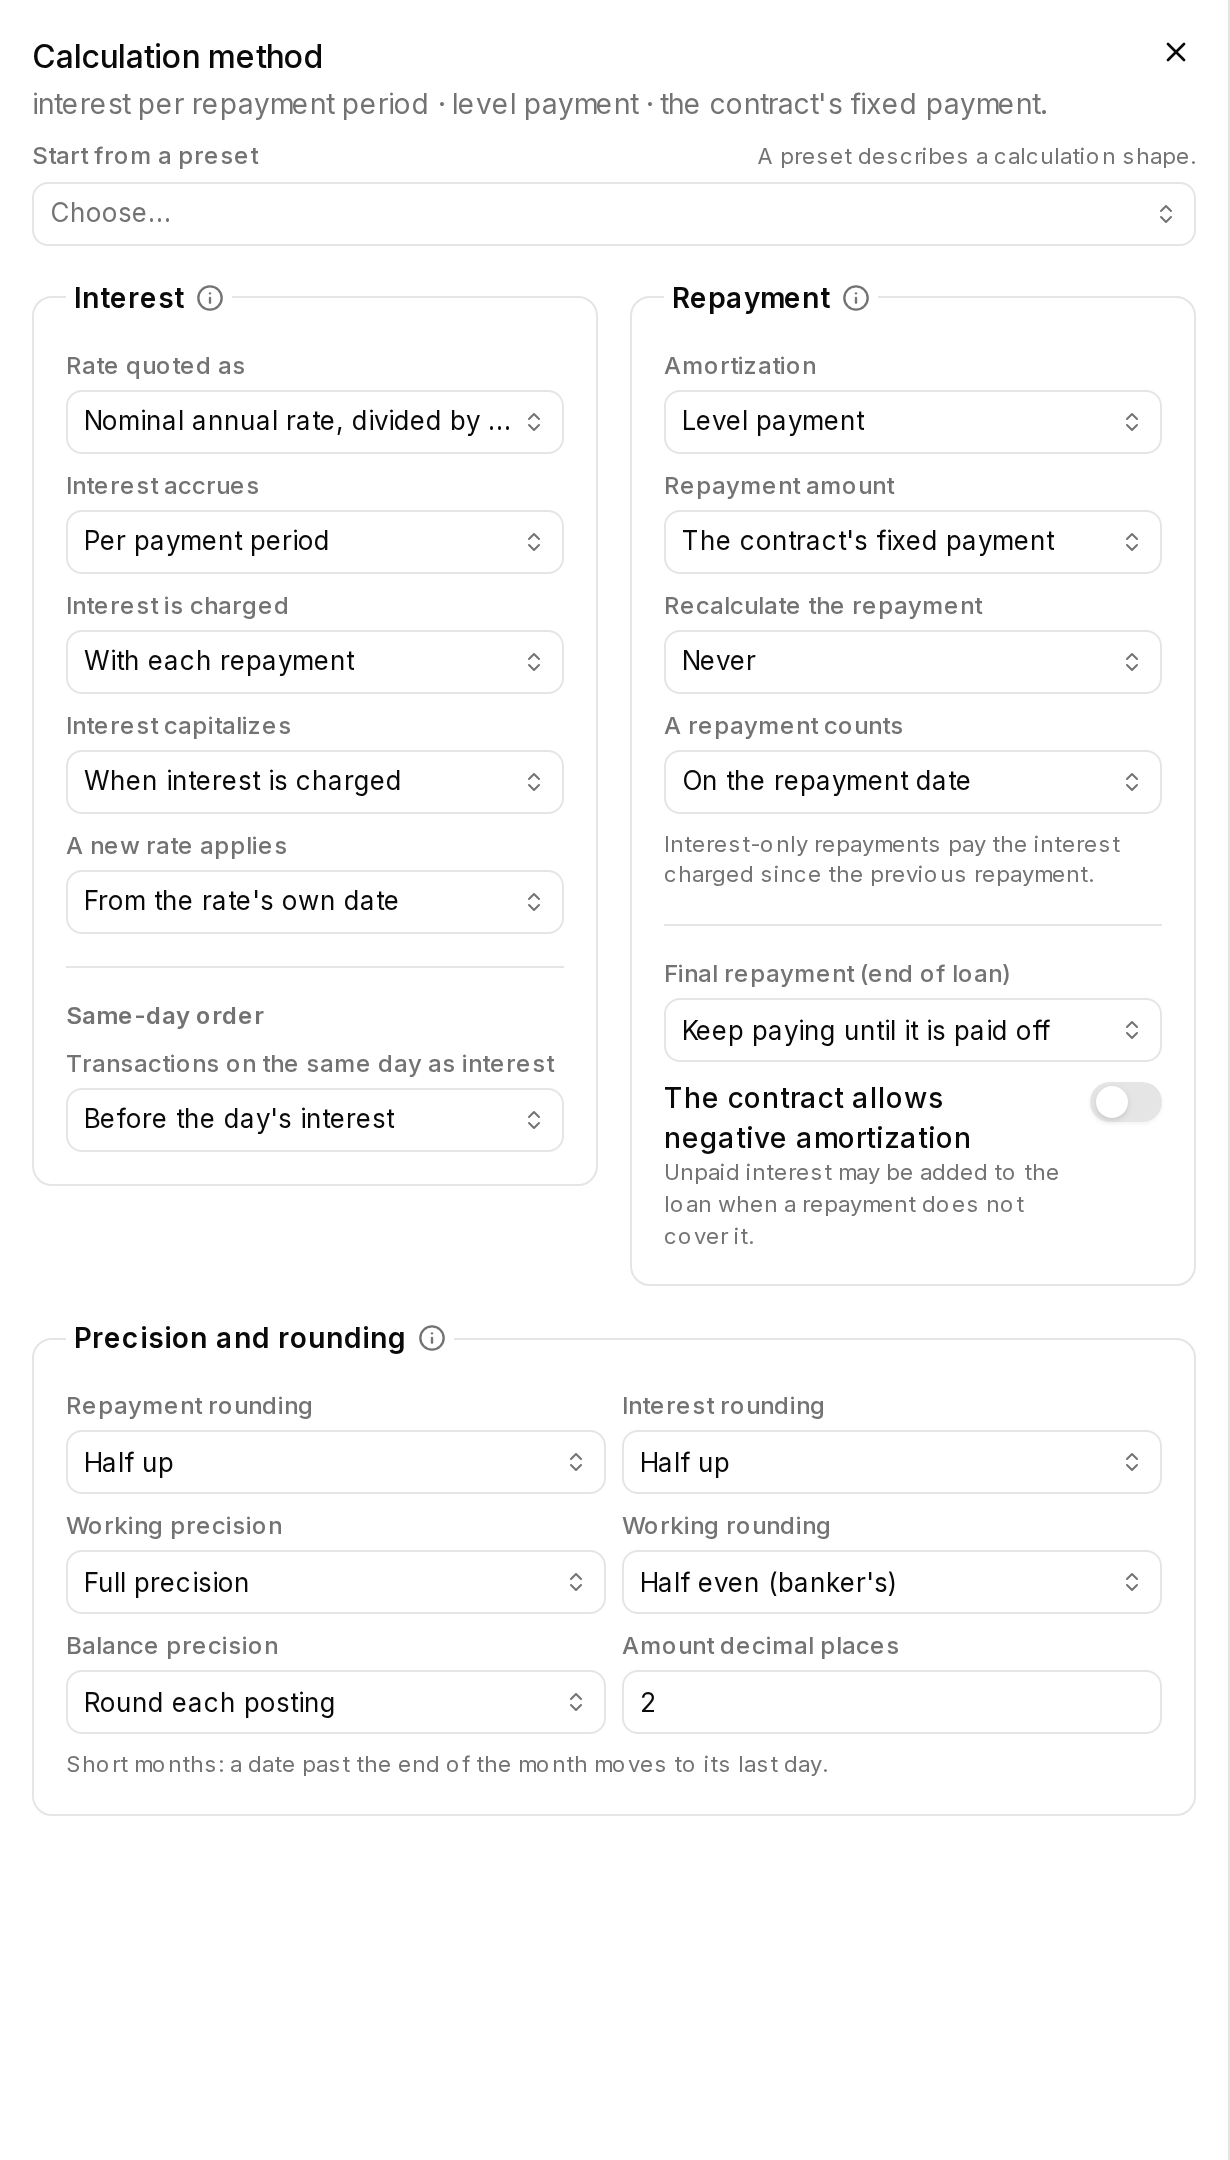 Calculation method
interest per repayment period · level payment · the contract's fixed payment.
Start from a preset
A preset describes a calculation shape.
Choose...
Interest
Rate quoted as
Nominal annual rate, divided by ...
Interest accrues
Per payment period
Interest is charged
With each repayment
Interest capitalizes
When interest is charged
A new rate applies
From the rate's own date
Same-day order
Transactions on the same day as interest
Before the day's interest
Repayment
Amortization
Level payment
Repayment amount
The contract's fixed payment
Recalculate the repayment
Never
A repayment counts
On the repayment date
Interest-only repayments pay the interest
charged since the previous repayment.
Final repayment (end of loan)
Keep paying until it is paid off
The contract allows
negative amortization
Unpaid interest may be added to the
loan when a repayment does not
cover it.
Precision and rounding
Repayment rounding
Half up
Interest rounding
Half up
Working precision
Full precision
Working rounding
Half even (banker's)
Balance precision
Round each posting
Amount decimal places
2
Short months: a date past the end of the month moves to its last day.